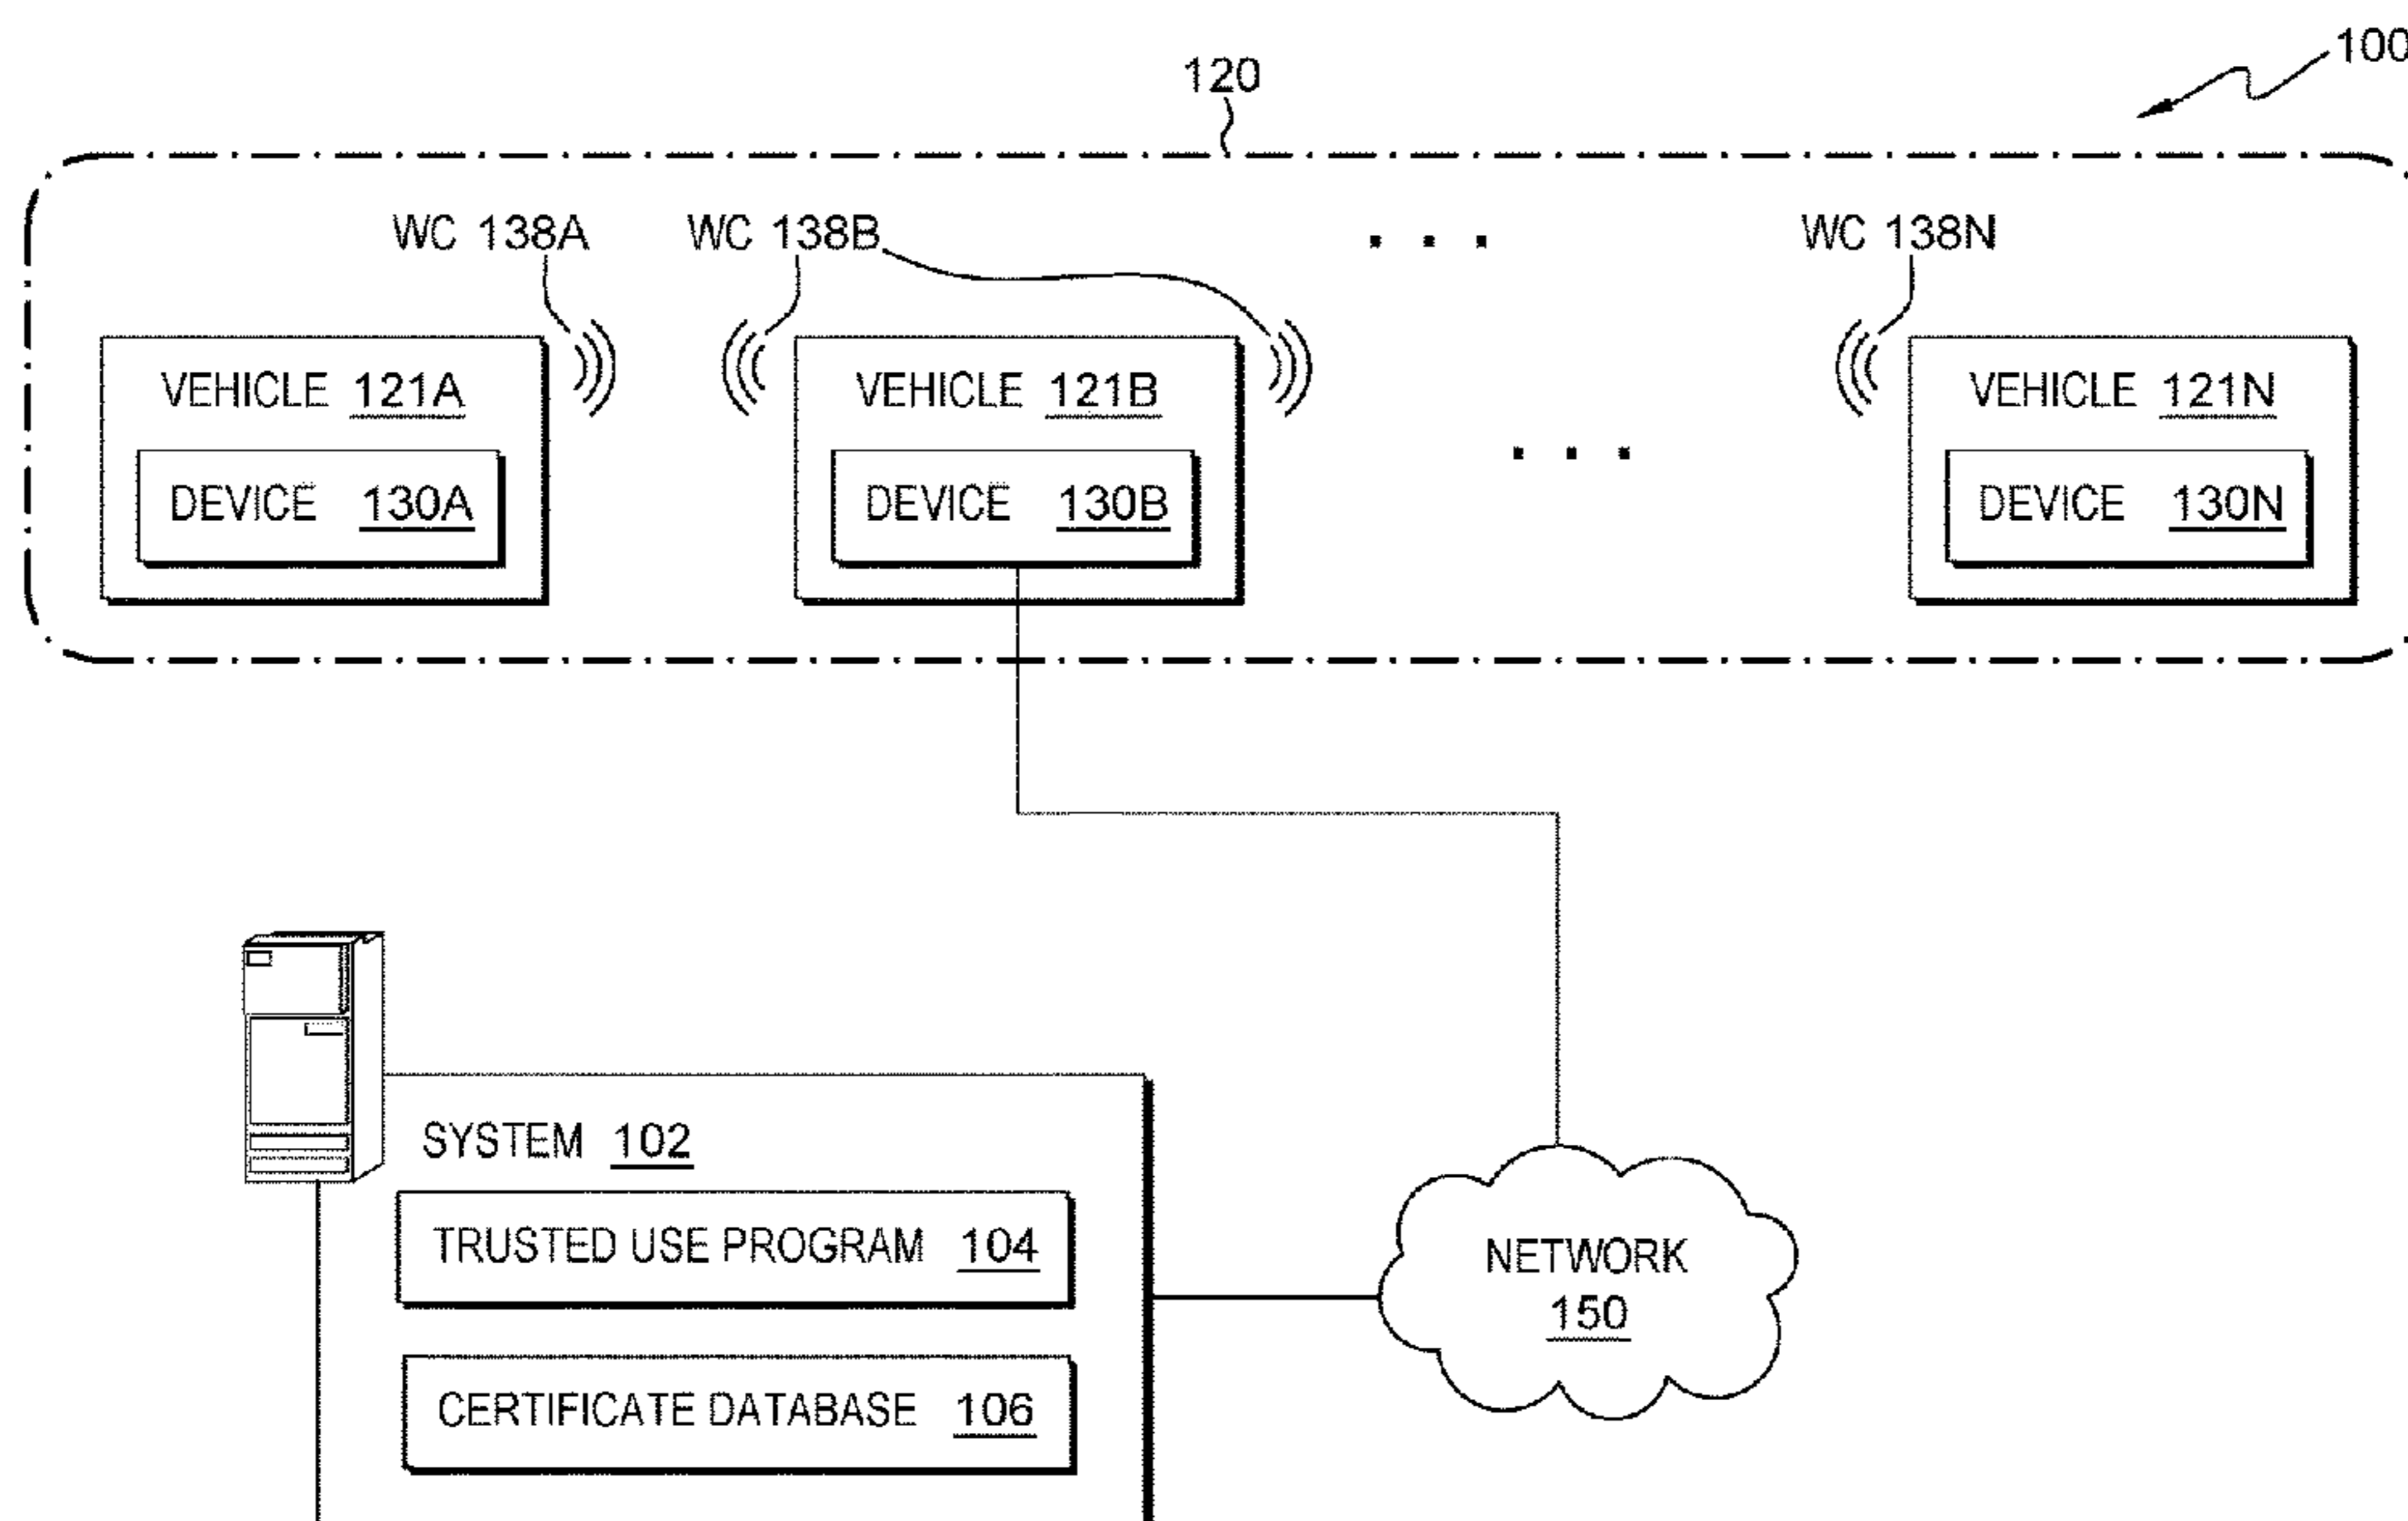 100
120
WC 138A WC 138B . . . WC 138N
VEHICLE 121A VEHICLE 121B VEHICLE 121N
. . .
DEVICE 130A DEVICE 130B DEVICE 130N
SYSTEM 102
TRUSTED USE PROGRAM 104
NETWORK
150
CERTIFICATE DATABASE 106